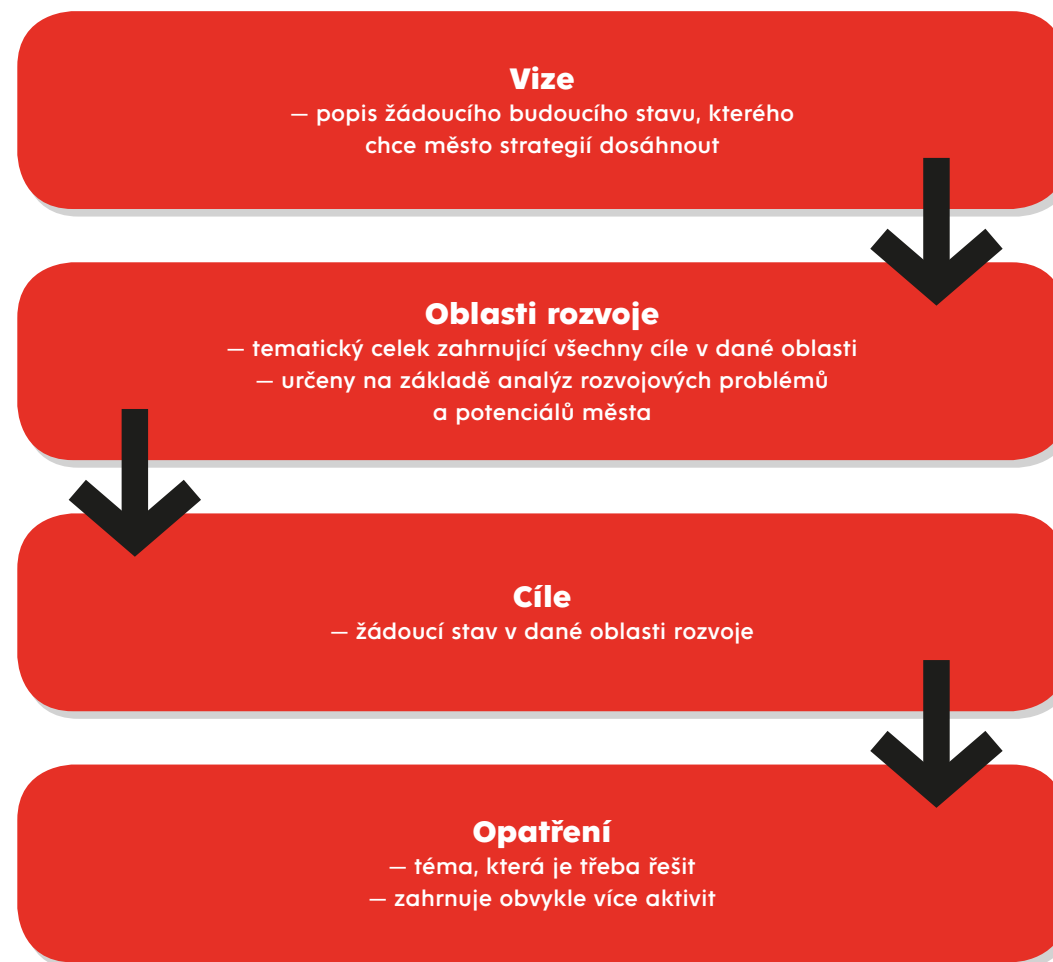 Vize
— popis žádoucího budoucího stavu, kterého
chce město strategií dosáhnout
Oblasti rozvoje
— tematický celek zahrnující všechny cíle v dané oblasti
— určeny na základě analýz rozvojových problémů
a potenciálů města
Cíle
— žádoucí stav v dané oblasti rozvoje
Opatření
— téma, která je třeba řešit
— zahrnuje obvykle více aktivit